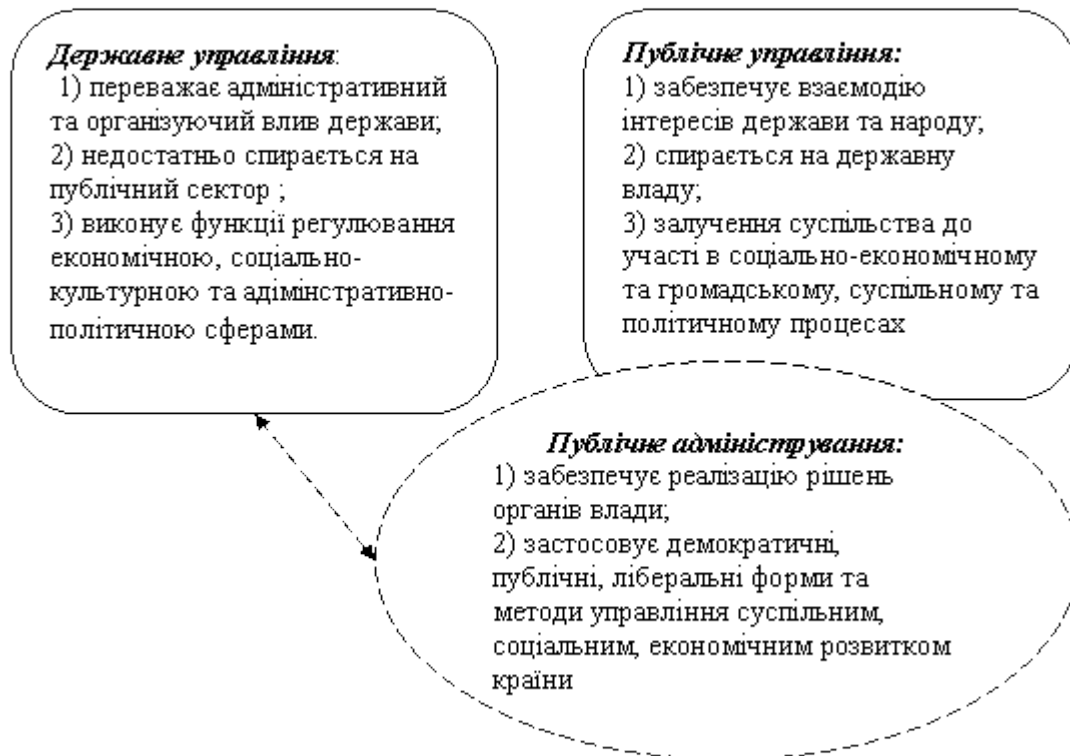 Державне управління:
1) переважає адміністративний
та організуючий влив держави;
2) недостатньо спирається на
публічний сектор ;
3) виконує функції регулювання
економічною, соціально-
культурною та адімінстративно-
політичною сферами.
Публічне управління:
1) забезпечує взаємодію
інтересів держави та народу;
2) спирається на державну
владу;
3) залучення суспільства до
участі в соціально-економічному
та громадському, суспільному та
політичному процесах
Публічне адміністрування:
1) забезпечує реалізацію рішень
органів влади;
2) застосовує демократичні,
публічні, ліберальні форми та
методи управління суспільним,
соціальним, економічним розвитком
країни